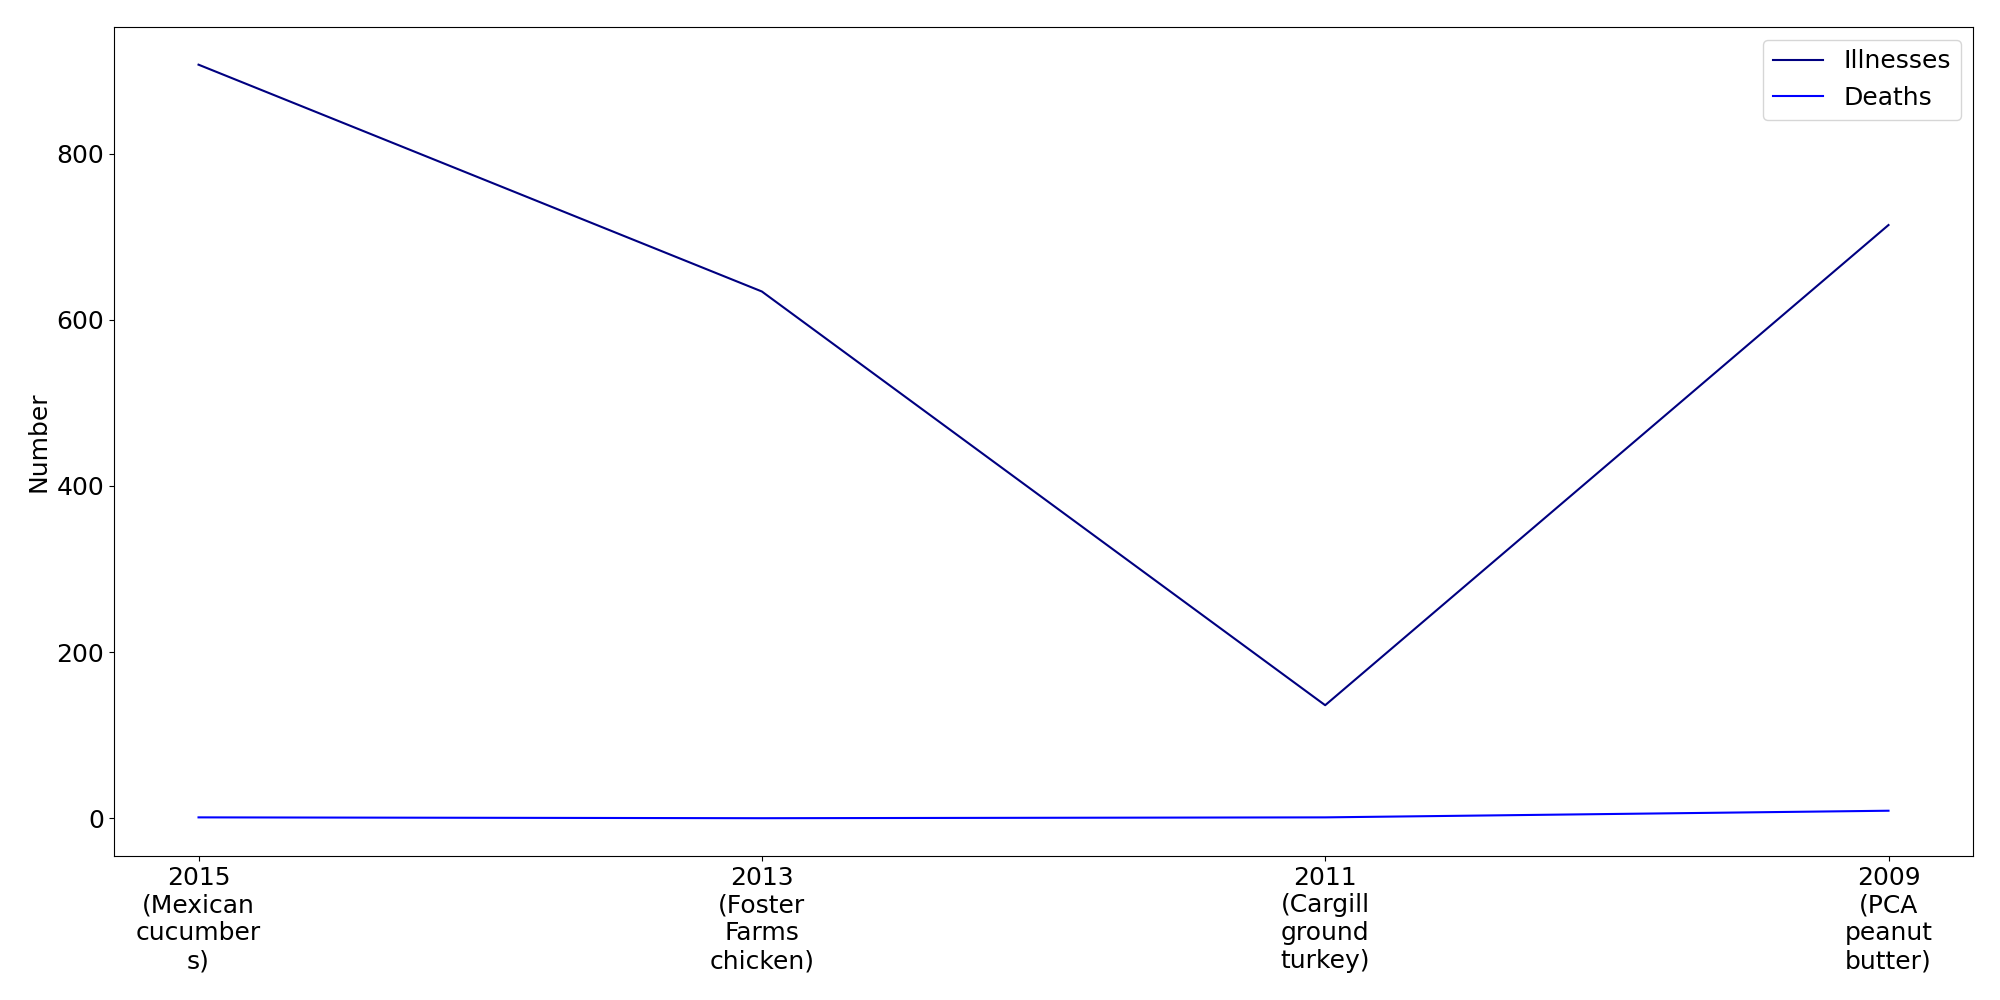 Illnesses
Deaths
Number
800
600
400
200
0
2015
(Mexican
cucumber
s)
2013
(Foster
Farms
chicken)
2011
(Cargill
ground
turkey)
2009
(PCA
peanut
butter)